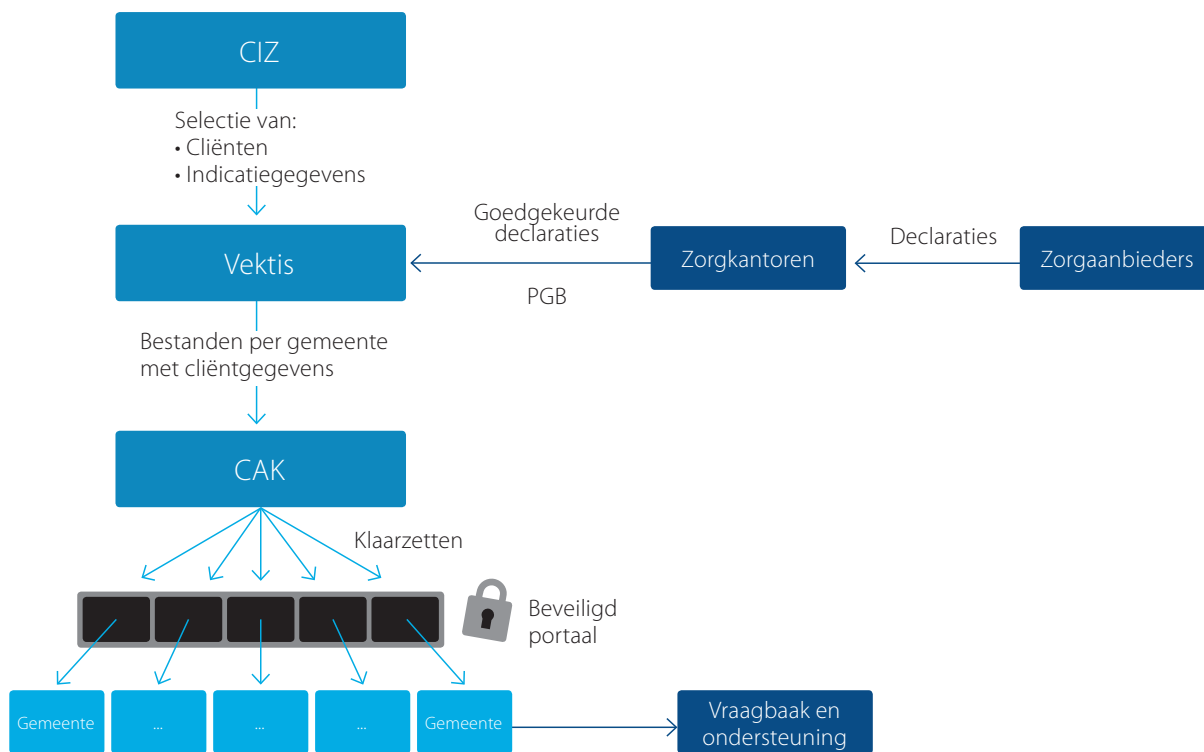 CIZ
Selectie van:
• Cliënten
• Indicatiegegevens
Vektis
Goedgekeurde
declaraties
PGB
Zorgkantoren
Declaraties
Zorgaanbieders
Bestanden per gemeente
met cliëntgegevens
CAK
Klaarzetten
Beveiligd
portaal
Gemeente
...
...
...
Gemeente
Vraagbaak en
ondersteuning